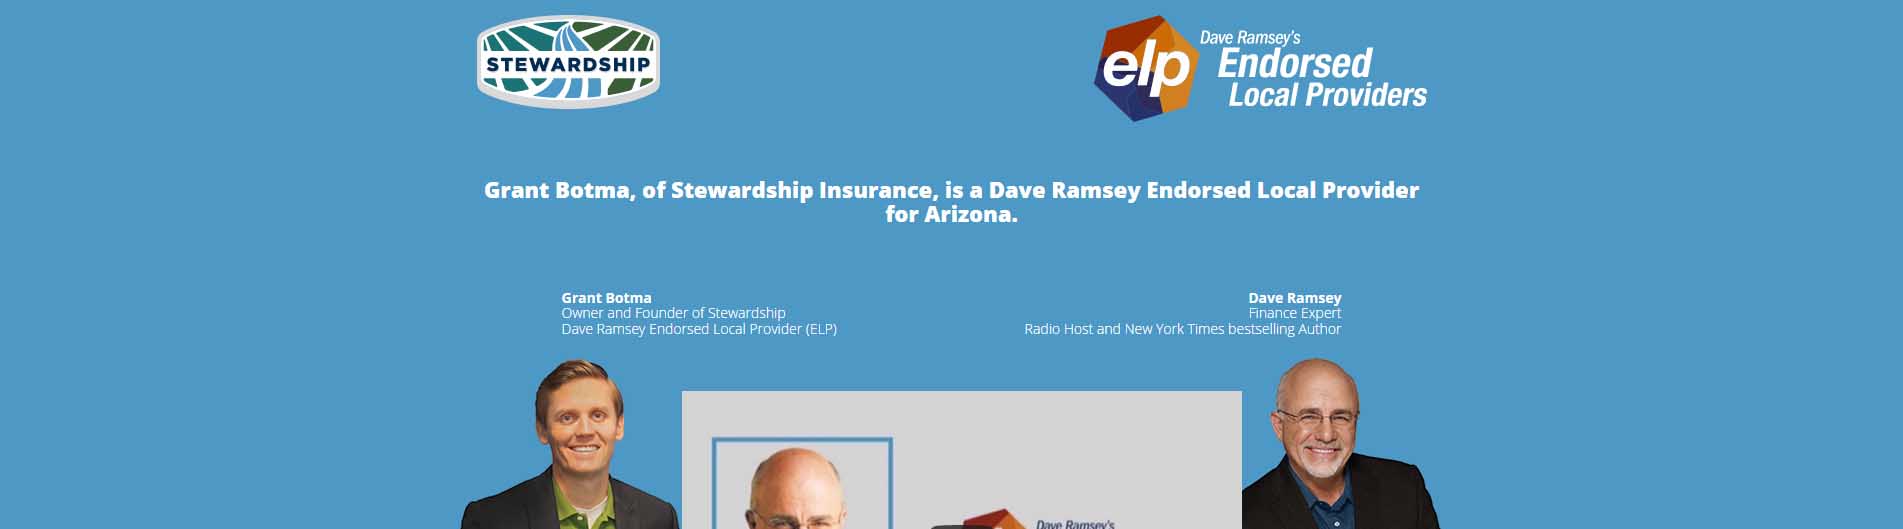 STEWARDSHIP
elp
Dave Ramsey's
Endorsed
Local Providers
Grant Botma, of Stewardship Insurance, is a Dave Ramsey Endorsed Local Provider
for Arizona.
Grant Botma
Owner and Founder of Stewardship
Dave Ramsey Endorsed Local Provider (ELP)
Dave Ramsey
Finance Expert
Radio Host and New York Times bestselling Author
Dave Ramsey's